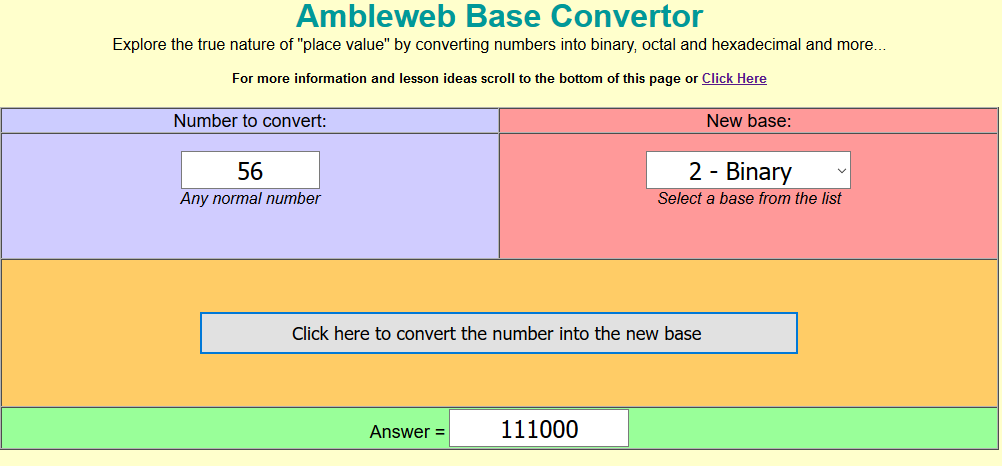 Ambleweb Base Convertor
Explore the true nature of "place value" by converting numbers into binary, octal and hexadecimal and more...
For more information and lesson ideas scroll to the bottom of this page or Click Here
Number to convert:
New base:
56
2 - Binary
Any normal number
Select a base from the list
Click here to convert the number into the new base
Answer = 111000